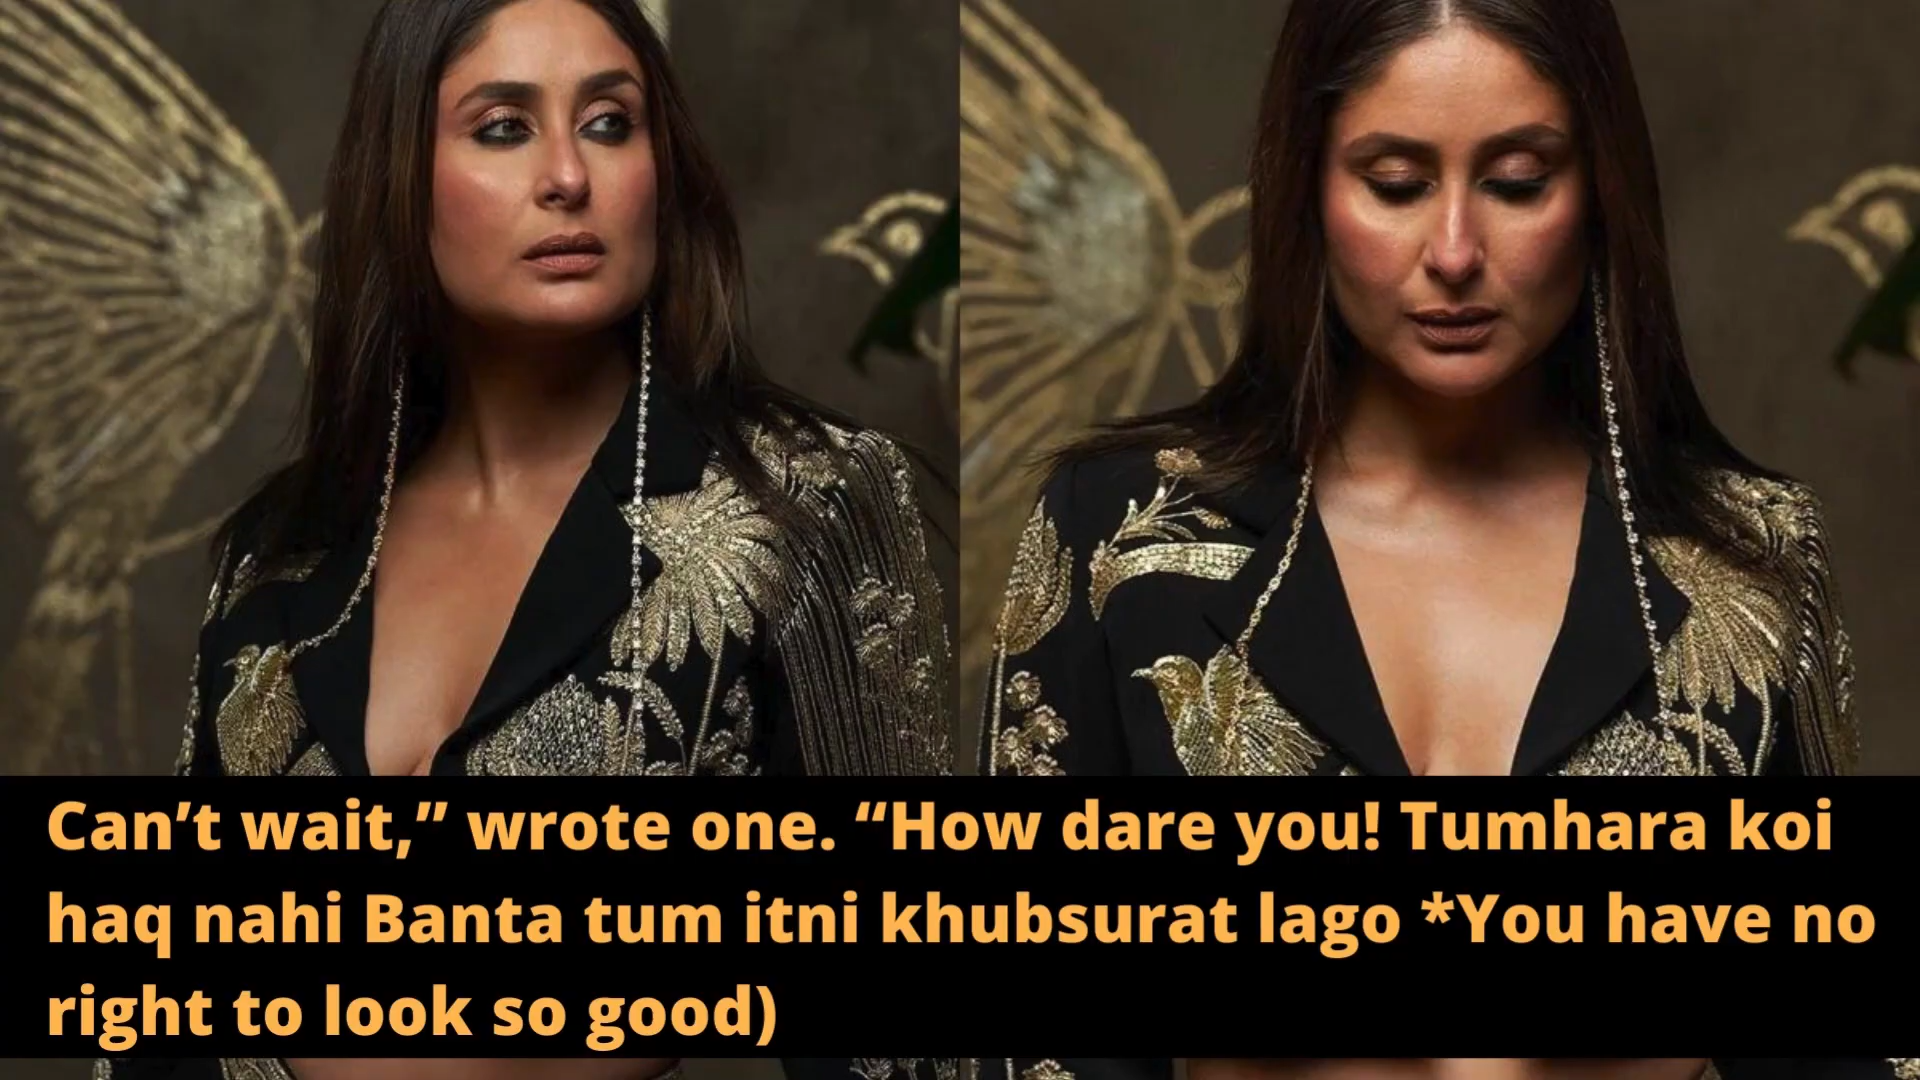 Can’t wait,” wrote one. “How dare you! Tumhara koi
haq nahi Banta tum itni khubsurat lago *You have no
right to look so good)